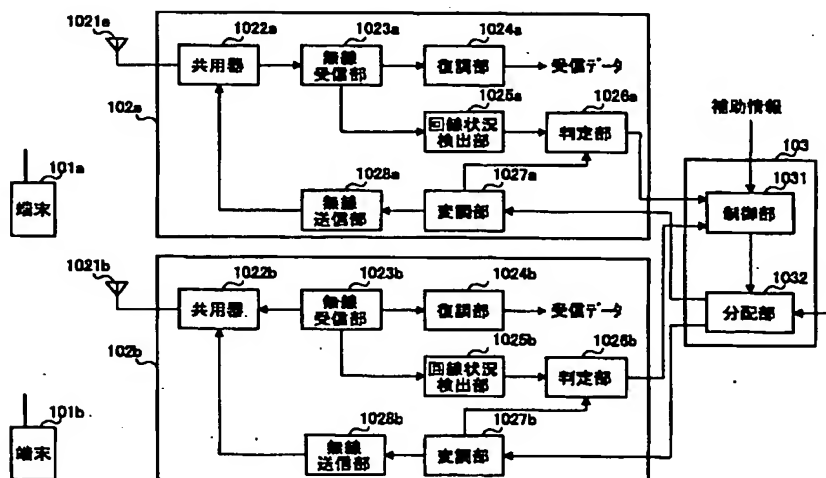 1021a
1022a
共用器
1023a
無線
受信部
1024a
復調部
受信データ
102a
1025a
回線状況
検出部
1026a
判定部
補助情報
103
1031
制御部
101a
端末
1028a
無線
送信部
1027a
変調部
1021b
1022b
共用器
1023b
無線
受信部
1024b
復調部
受信データ
1032
分配部
102b
1025b
回線状況
検出部
1026b
判定部
101b
端末
1028b
無線
送信部
1027b
変調部